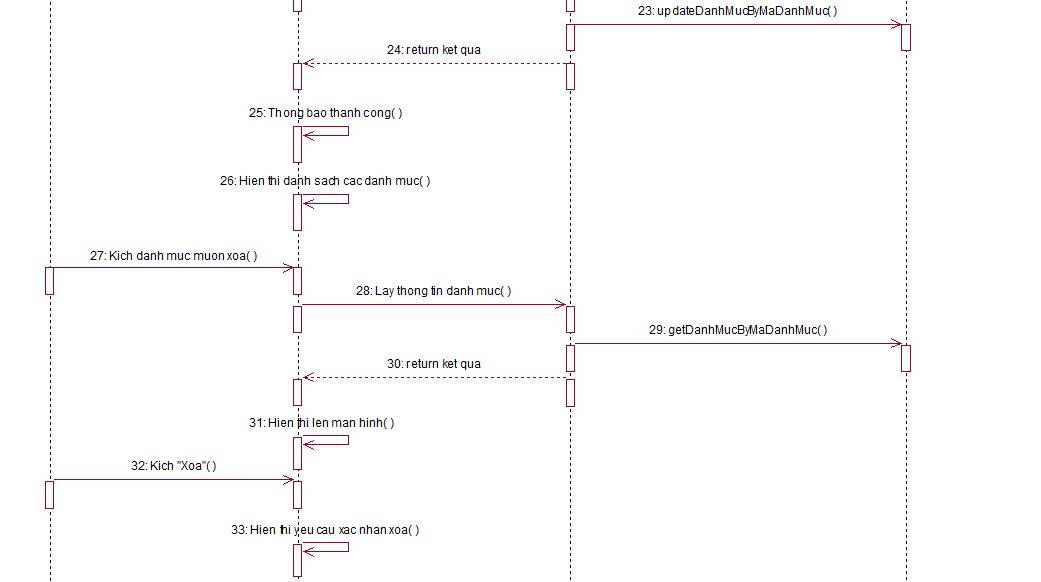 23: updateDanhMucByMaDanhMuc( )
24: return ket qua
25: Thong bao thanh cong( )
26: Hien thi danh sach cac danh muc( )
27: Kich danh muc muon xoa( )
28: Lay thong tin danh muc( )
29: getDanhMucByMaDanhMuc( )
30: return ket qua
31: Hien thi len man hinh( )
32: Kich "Xoa"( )
33: Hien thi yeu cau xac nhan xoa( )